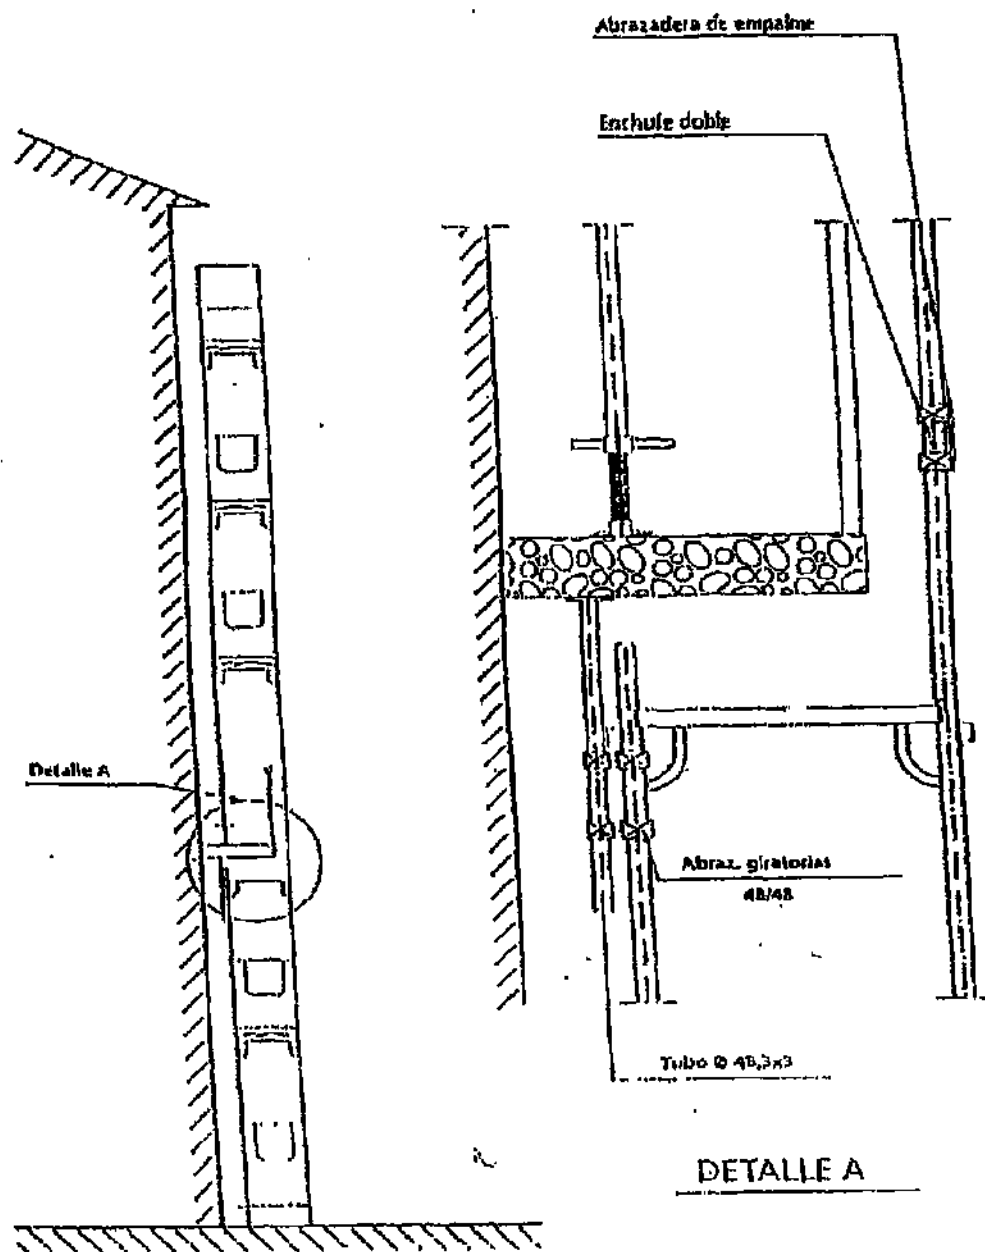 Abrazadera de empalme
Enchufe doble
Detalle A
Abraz. giratorias
48/48
Tubo Ø 48,3x3
DETALLE A